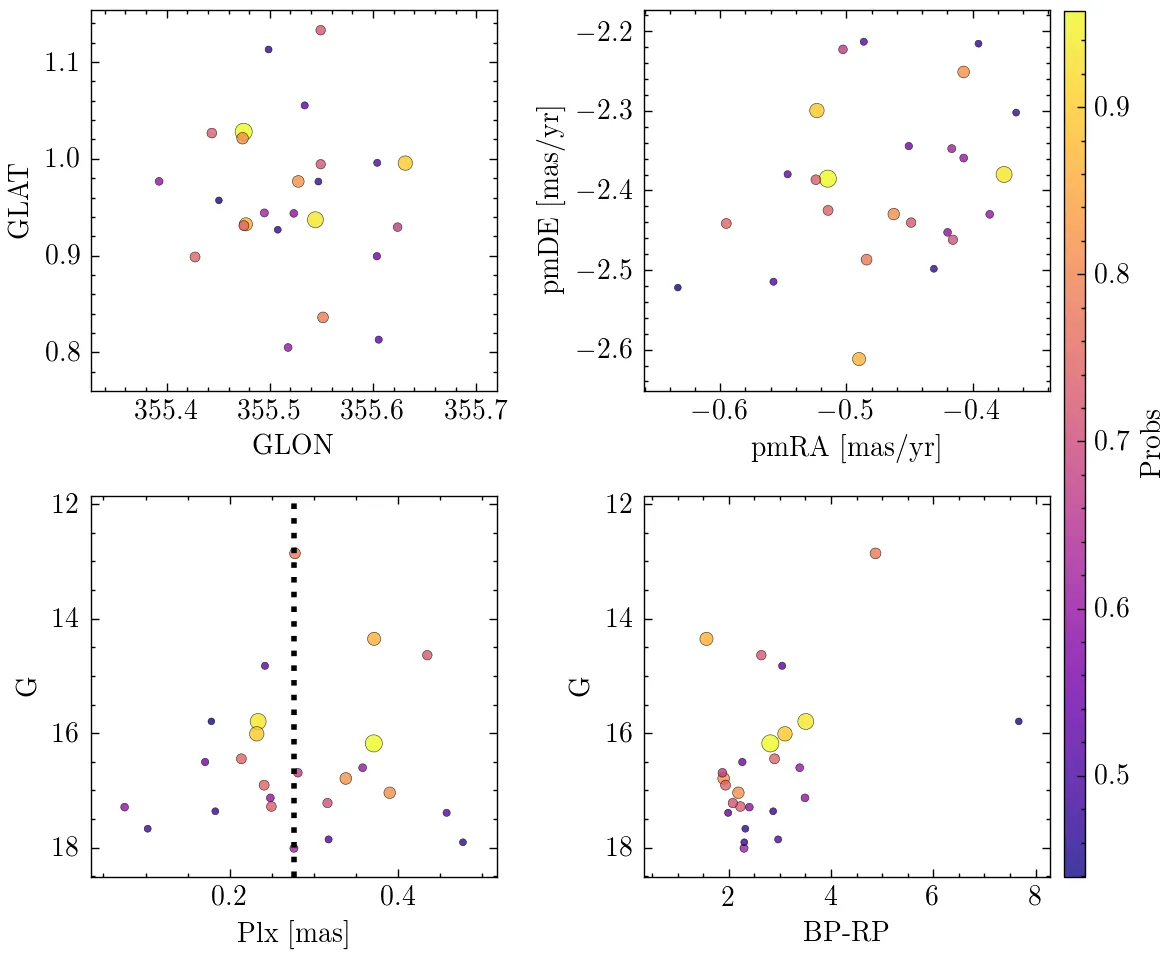 1.1
1.0
0.9
0.8
GLAT
355.4 355.5 355.6 355.7
GLON
−2.2
−2.3
−2.4
−2.5
−2.6
pmDE [mas/yr]
−0.6 −0.5 −0.4
pmRA [mas/yr]
12
14
16
18
G
0.2 0.4
Plx [mas]
12
14
16
18
G
2 4 6 8
BP-RP
0.9
0.8
0.7
0.6
0.5
Probs